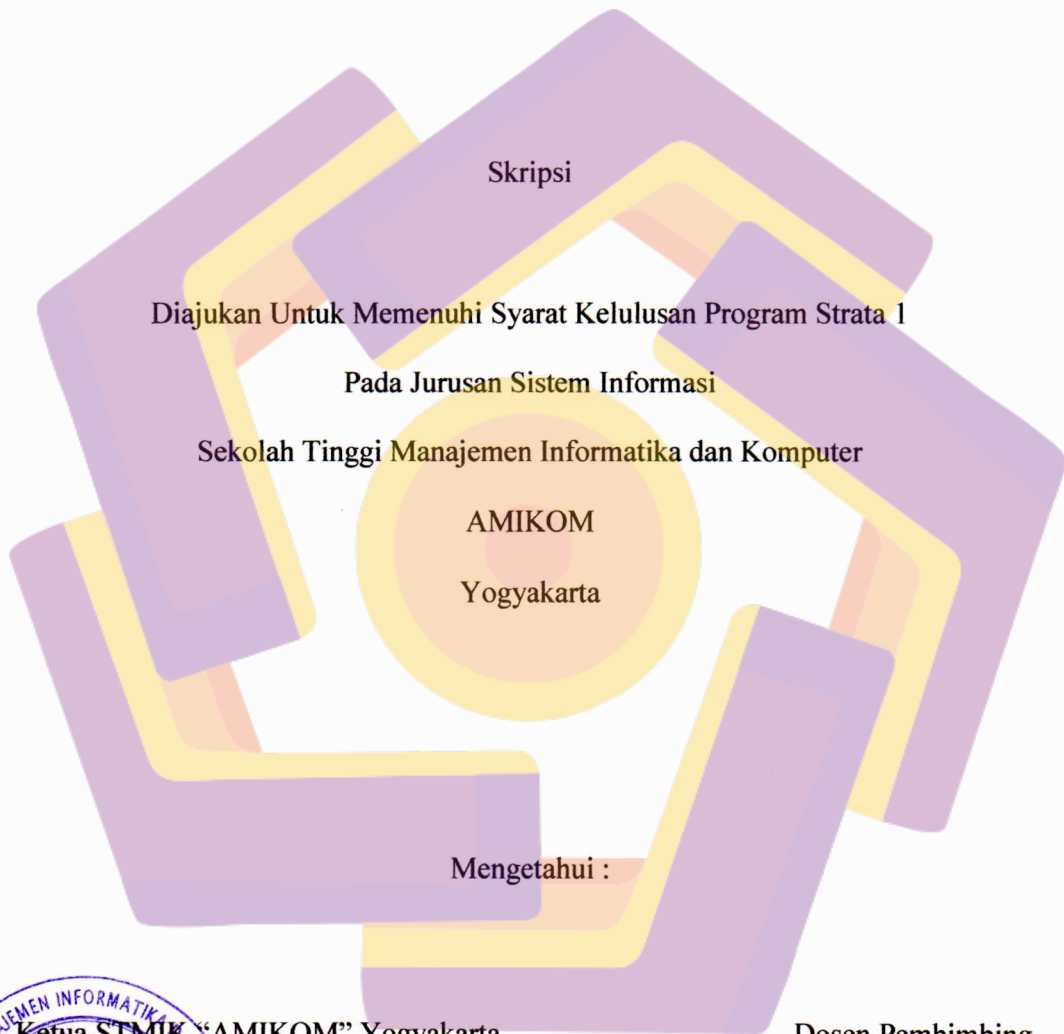 Skripsi
Diajukan Untuk Memenuhi Syarat Kelulusan Program Strata 1
Pada Jurusan Sistem Informasi
Sekolah Tinggi Manajemen Informatika dan Komputer
AMIKOM
Yogyakarta
Mengetahui :
Ketua STMIK “AMIKOM” Yogyakarta
Dosen Pembimbing